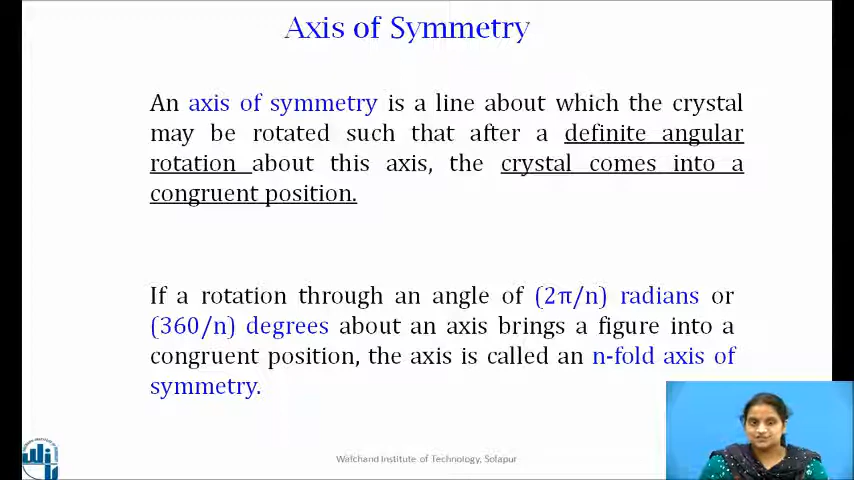 Axis of Symmetry
An axis of symmetry is a line about which the crystal
may be rotated such that after a definite angular
rotation about this axis, the crystal comes into a
congruent position.
If a rotation through an angle of (2π/n) radians or
(360/n) degrees about an axis brings a figure into a
congruent position, the axis is called an n-fold axis of
symmetry.
Walchand Institute of Technology, Solapur